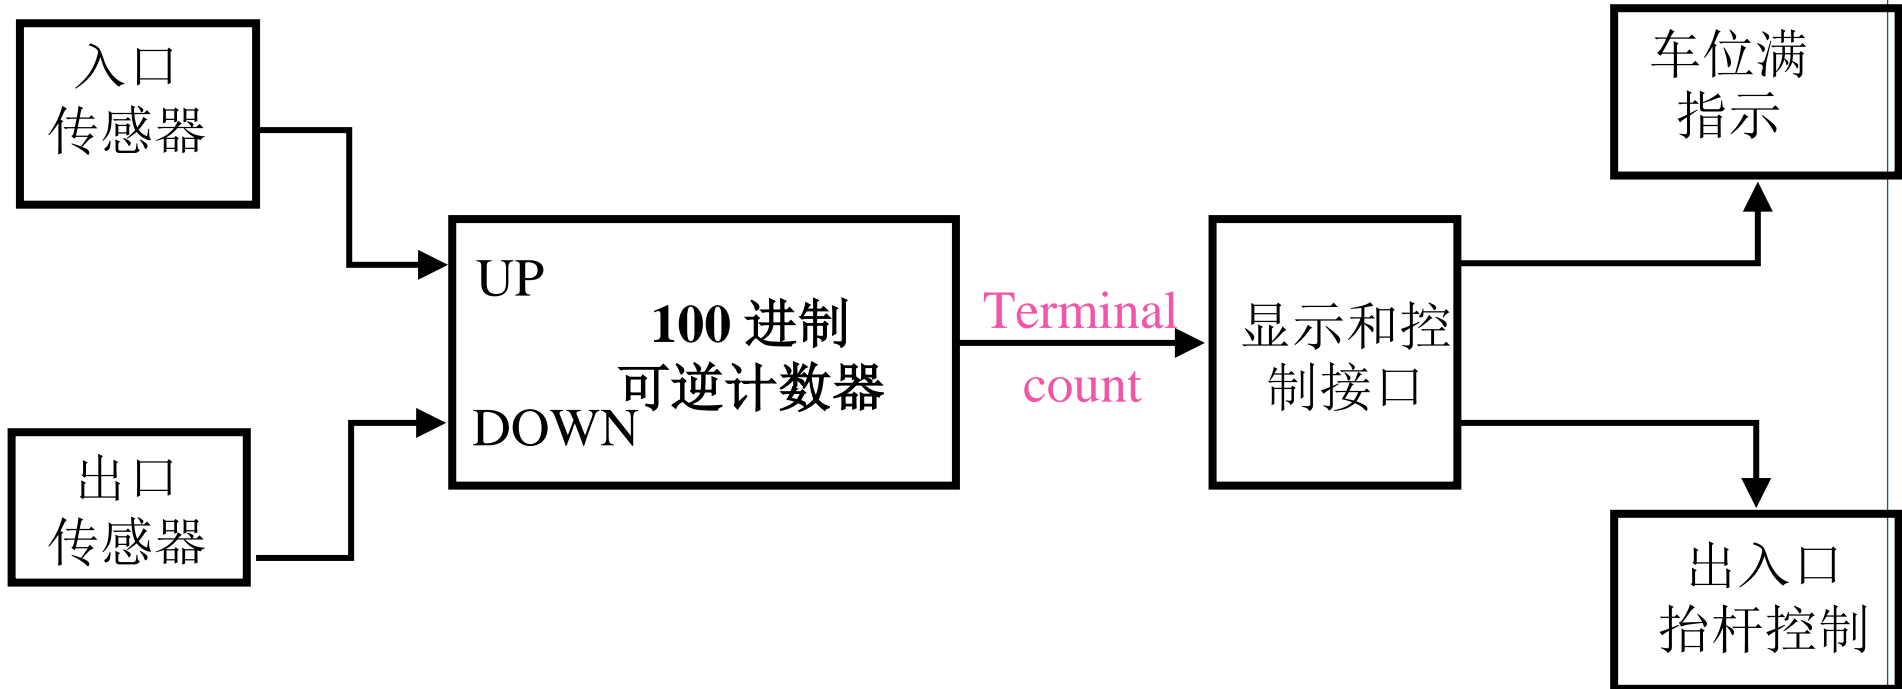 入口
传感器
车位满
指示
UP
100 进制
可逆计数器
DOWN
Terminal
count
显示和控
制接口
出口
传感器
出入口
抬杆控制